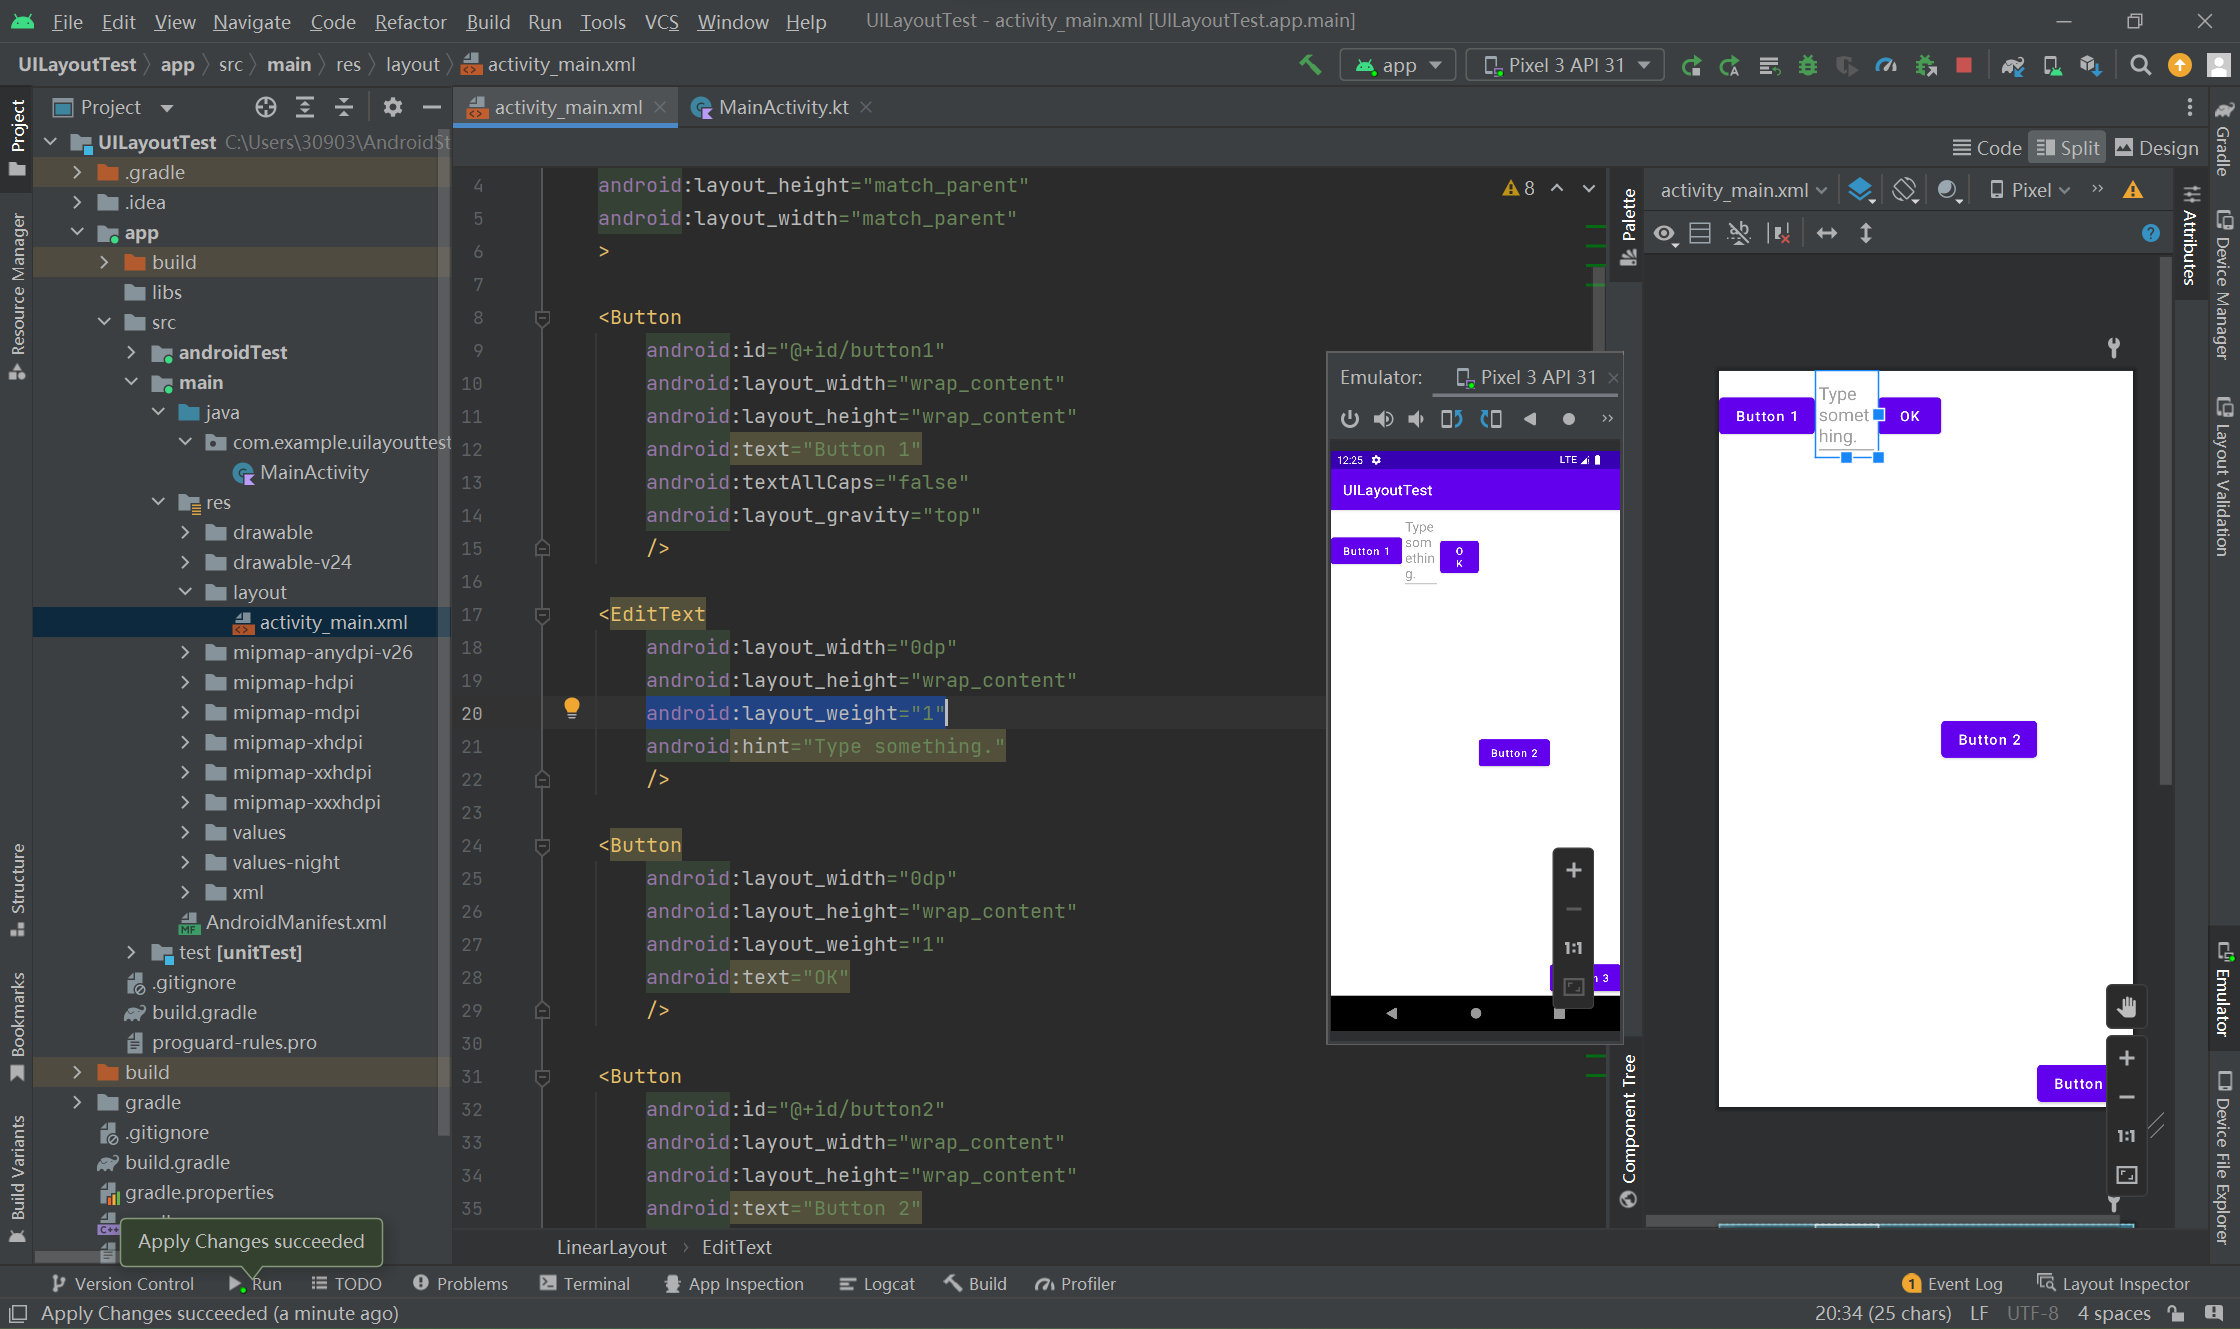 File Edit View Navigate Code Refactor Build Run Tools VCS Window Help UILayoutTest - activity_main.xml [UILayoutTest.app.main]
UILayoutTest app src main res layout activity_main.xml app Pixel 3 API 31
Project activity_main.xml MainActivity.kt
Code Split Design
Project
Resource Manager
Structure
Bookmarks
Build Variants
UILayoutTest C:\Users\30903\AndroidSt
.gradle
.idea
app
build
libs
src
androidTest
main
java
com.example.uilayouttest
MainActivity
res
drawable
drawable-v24
layout
activity_main.xml
mipmap-anydpi-v26
mipmap-hdpi
mipmap-mdpi
mipmap-xhdpi
mipmap-xxhdpi
mipmap-xxxhdpi
values
values-night
xml
AndroidManifest.xml
test [unitTest]
.gitignore
build.gradle
proguard-rules.pro
build
gradle
.gitignore
build.gradle
gradle.properties
Apply Changes succeeded
4 android:layout_height="match_parent"
5 android:layout_width="match_parent"
6 >
7
8 <Button
9 android:id="@+id/button1"
10 android:layout_width="wrap_content"
11 android:layout_height="wrap_content"
12 android:text="Button 1"
13 android:textAllCaps="false"
14 android:layout_gravity="top"
15 />
16
17 <EditText
18 android:layout_width="0dp"
19 android:layout_height="wrap_content"
20 android:layout_weight="1"
21 android:hint="Type something."
22 />
23
24 <Button
25 android:layout_width="0dp"
26 android:layout_height="wrap_content"
27 android:layout_weight="1"
28 android:text="OK"
29 />
30
31 <Button
32 android:id="@+id/button2"
33 android:layout_width="wrap_content"
34 android:layout_height="wrap_content"
35 android:text="Button 2"
8
LinearLayout EditText
Emulator: Pixel 3 API 31
12:25 LTE
UILayoutTest
Button 1
Type
som
ethin
g.
O
K
Button 2
n 3
1:1
Palette
Component Tree
activity_main.xml Pixel
Button 1
Type
somet
hing.
OK
Button 2
Button
1:1
Attributes
Gradle
Device Manager
Layout Validation
Emulator
Device File Explorer
Version Control Run TODO Problems Terminal App Inspection Logcat Build Profiler 1 Event Log Layout Inspector
Apply Changes succeeded (a minute ago) 20:34 (25 chars) LF UTF-8 4 spaces